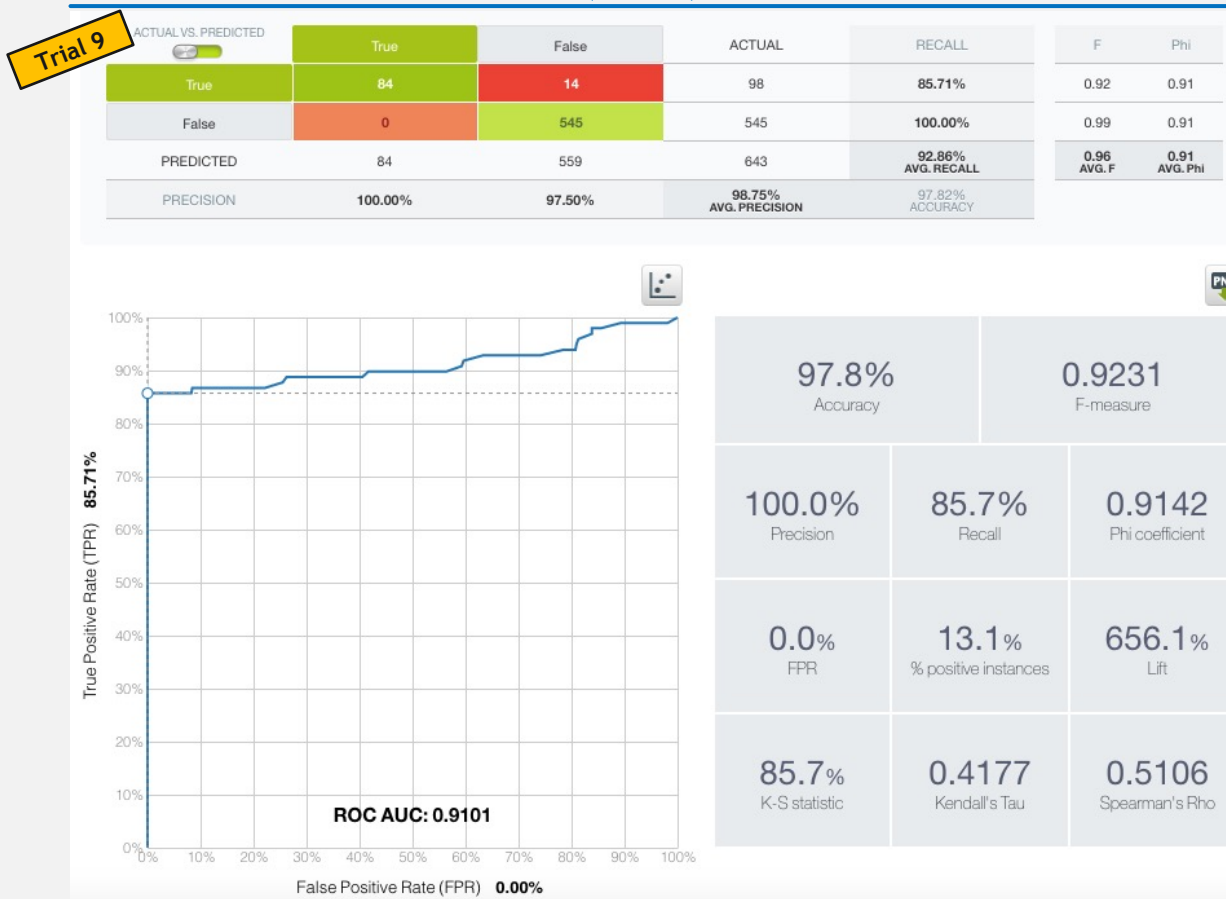 Trial 9
ACTUAL VS. PREDICTED
True
False
ACTUAL
RECALL
F
Phi
True
84
14
98
85.71%
0.92
0.91
False
0
545
545
100.00%
0.99
0.91
PREDICTED
84
559
643
92.86%
AVG. RECALL
0.96
AVG. F
0.91
AVG. Phi
PRECISION
100.00%
97.50%
98.75%
AVG. PRECISION
97.82%
ACCURACY
100%
90%
80%
70%
60%
50%
40%
30%
20%
10%
0%
True Positive Rate (TPR) 85.71%
ROC AUC: 0.9101
0%
10%
20%
30%
40%
50%
60%
70%
80%
90%
100%
False Positive Rate (FPR) 0.00%
97.8%
Accuracy
0.9231
F-measure
100.0%
Precision
85.7%
Recall
0.9142
Phi coefficient
0.0%
FPR
13.1%
% positive instances
656.1%
Lift
85.7%
K-S statistic
0.4177
Kendall's Tau
0.5106
Spearman's Rho